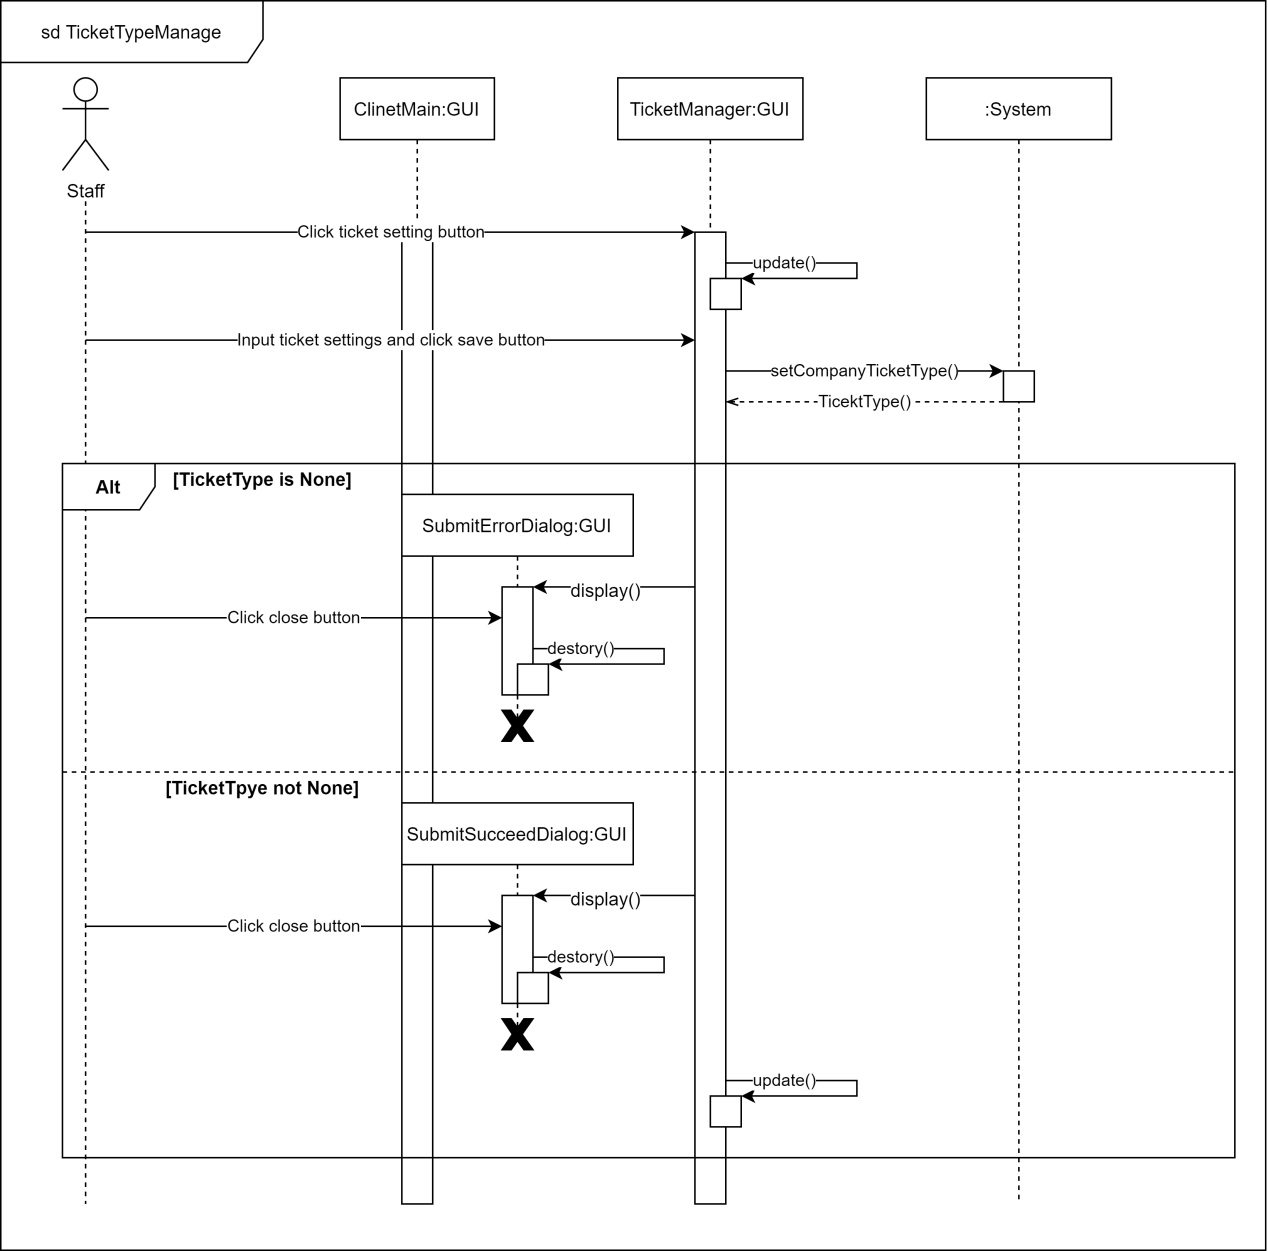 sd TicketTypeManage
ClinetMain:GUI
TicketManager:GUI
:System
Staff
Click ticket setting button
update()
Input ticket settings and click save button
setCompanyTicketType()
TicektType()
Alt
[TicketType is None]
SubmitErrorDialog:GUI
display()
Click close button
destory()
X
[TicketTpye not None]
SubmitSucceedDialog:GUI
display()
Click close button
destory()
X
update()